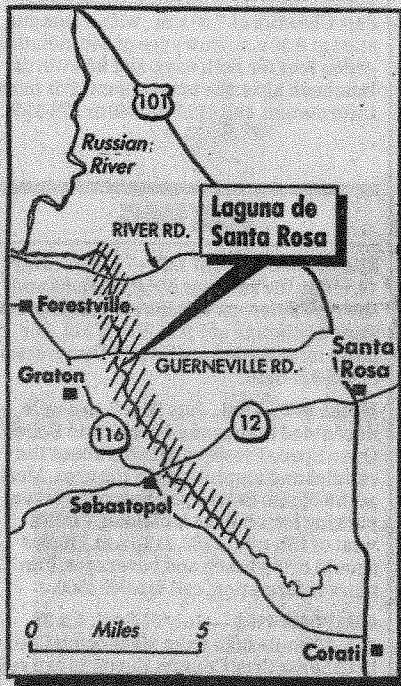 101
Russian
River
Laguna de
Santa Rosa
RIVER RD.
Forestville
Santa
Rosa
GUERNEVILLE RD.
Graton
116
12
Sebastopol
0 Miles 5
Cotati